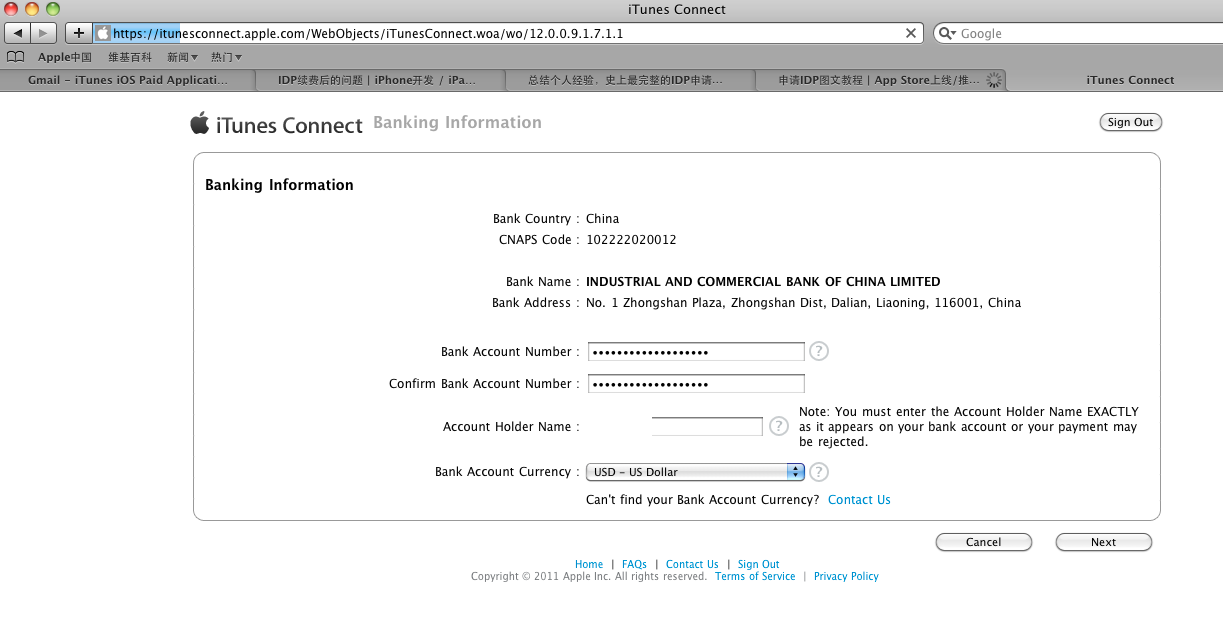 iTunes Connect
https://itunesconnect.apple.com/WebObjects/iTunesConnect.woa/wo/12.0.0.9.1.7.1.1
Google
Apple中国 维基百科 新闻▼ 热门▼
Gmail – iTunes iOS Paid Applicati... IDP续费后的问题 | iPhone开发 / iPa... 总结个人经验，史上最完整的IDP申请... 申请IDP图文教程 | App Store上线/推... iTunes Connect
iTunes Connect Banking Information
Sign Out
Banking Information
Bank Country : China
CNAPS Code : 102222020012
Bank Name : INDUSTRIAL AND COMMERCIAL BANK OF CHINA LIMITED
Bank Address : No. 1 Zhongshan Plaza, Zhongshan Dist, Dalian, Liaoning, 116001, China
Bank Account Number : ••••••••••••••••••• ?
Confirm Bank Account Number : •••••••••••••••••••
Account Holder Name : ?
Note: You must enter the Account Holder Name EXACTLY
as it appears on your bank account or your payment may
be rejected.
Bank Account Currency : USD – US Dollar ?
Can't find your Bank Account Currency? Contact Us
Cancel Next
Home | FAQs | Contact Us | Sign Out
Copyright © 2011 Apple Inc. All rights reserved. Terms of Service | Privacy Policy